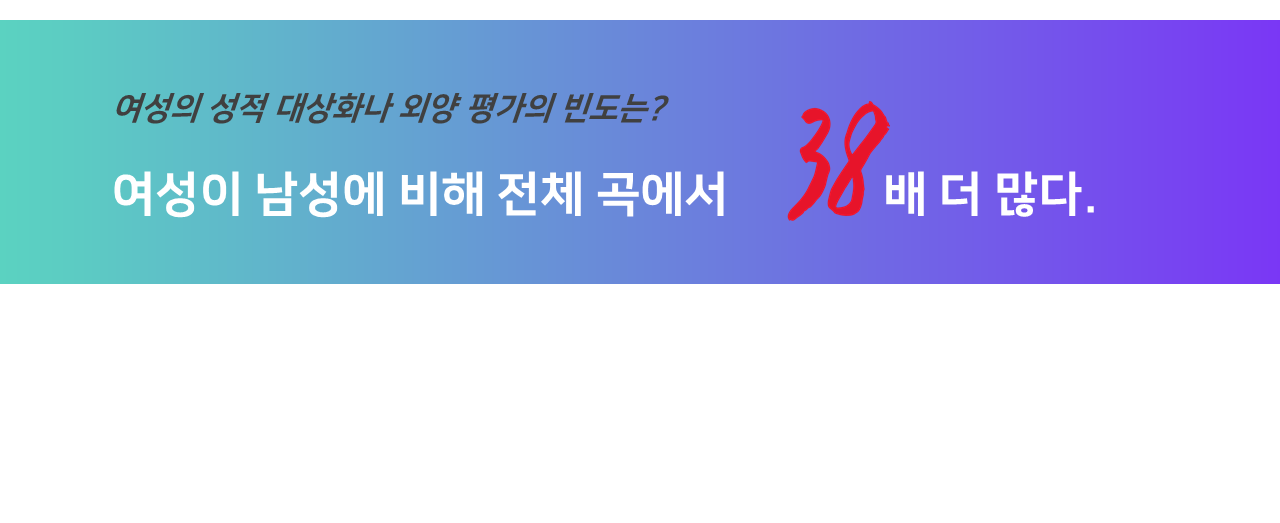 여성의 성적 대상화나 외양 평가의 빈도는?
여성이 남성에 비해 전체 곡에서 38배 더 많다.